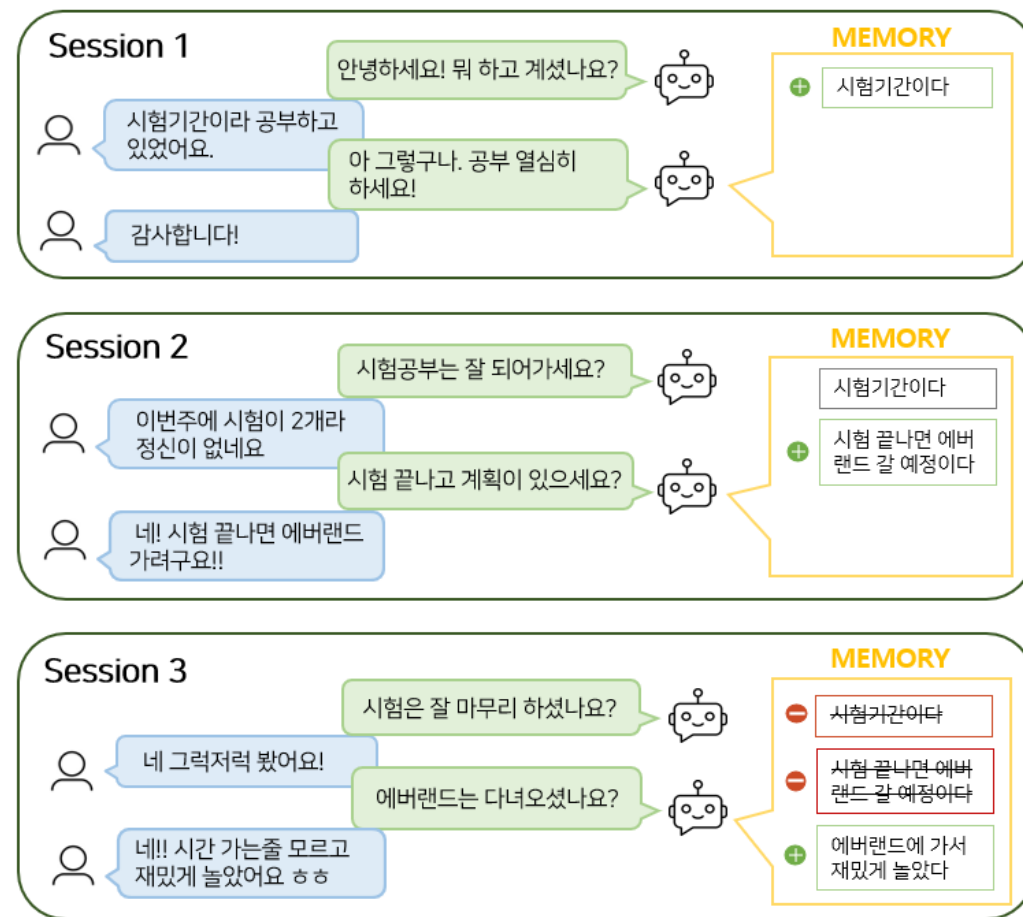 Session 1
MEMORY
안녕하세요! 뭐 하고 계셨나요?
시험기간이다
시험기간이라 공부하고
있었어요.
아 그렇구나. 공부 열심히
하세요!
감사합니다!
Session 2
MEMORY
시험공부는 잘 되어가세요?
시험기간이다
이번주에 시험이 2개라
정신이 없네요
시험 끝나면 에버
랜드 갈 예정이다
시험 끝나고 계획이 있으세요?
네! 시험 끝나면 에버랜드
가려구요!!
Session 3
MEMORY
시험은 잘 마무리 하셨나요?
시험기간이다
네 그럭저럭 봤어요!
시험 끝나면 에버
랜드 갈 예정이다
에버랜드는 다녀오셨나요?
네!! 시간 가는줄 모르고
재밌게 놀았어요 ㅎㅎ
에버랜드에 가서
재밌게 놀았다